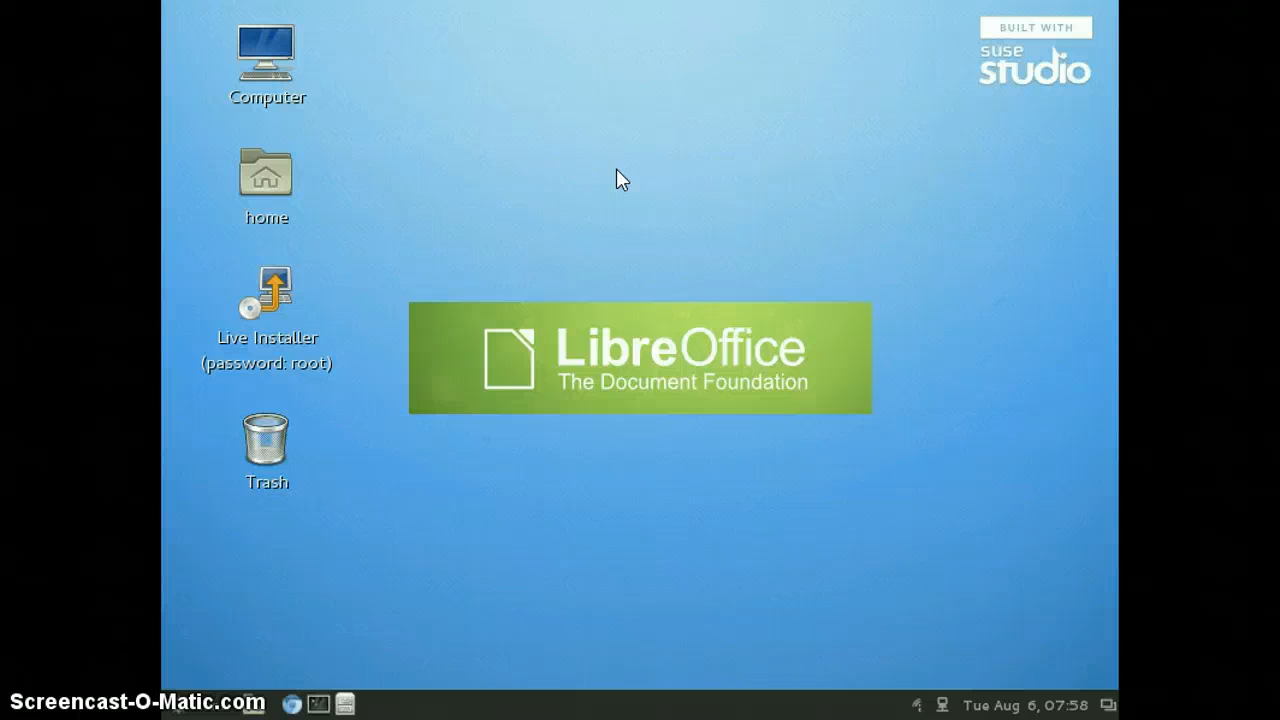 BUILT WITH
suse
studio
Computer
home
Live Installer
(password: root)
Trash
LibreOffice
The Document Foundation
Screencast-O-Matic.com
Tue Aug 6, 07:58